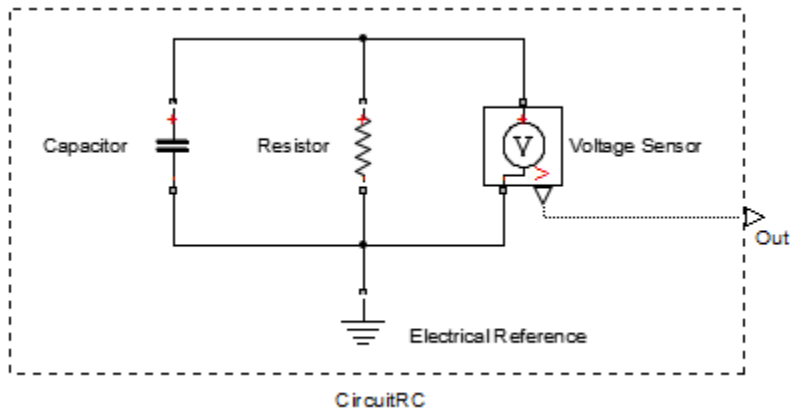 Capacitor
Resistor
V
Voltage Sensor
Out
Electrical Reference
CircuitRC